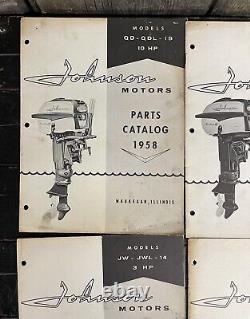 MODELS
QD-QDL-19
10 HP
Johnson
MOTORS
PARTS
CATALOG
1958
WAUKEGAN, ILLINOIS
MODELS
JW-JWL-14
3 HP
Johnson
MOTORS